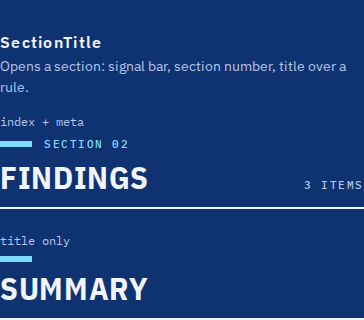 SectionTitle
Opens a section: signal bar, section number, title over a
rule.
index + meta
SECTION 02
FINDINGS
3 ITEMS
title only
SUMMARY